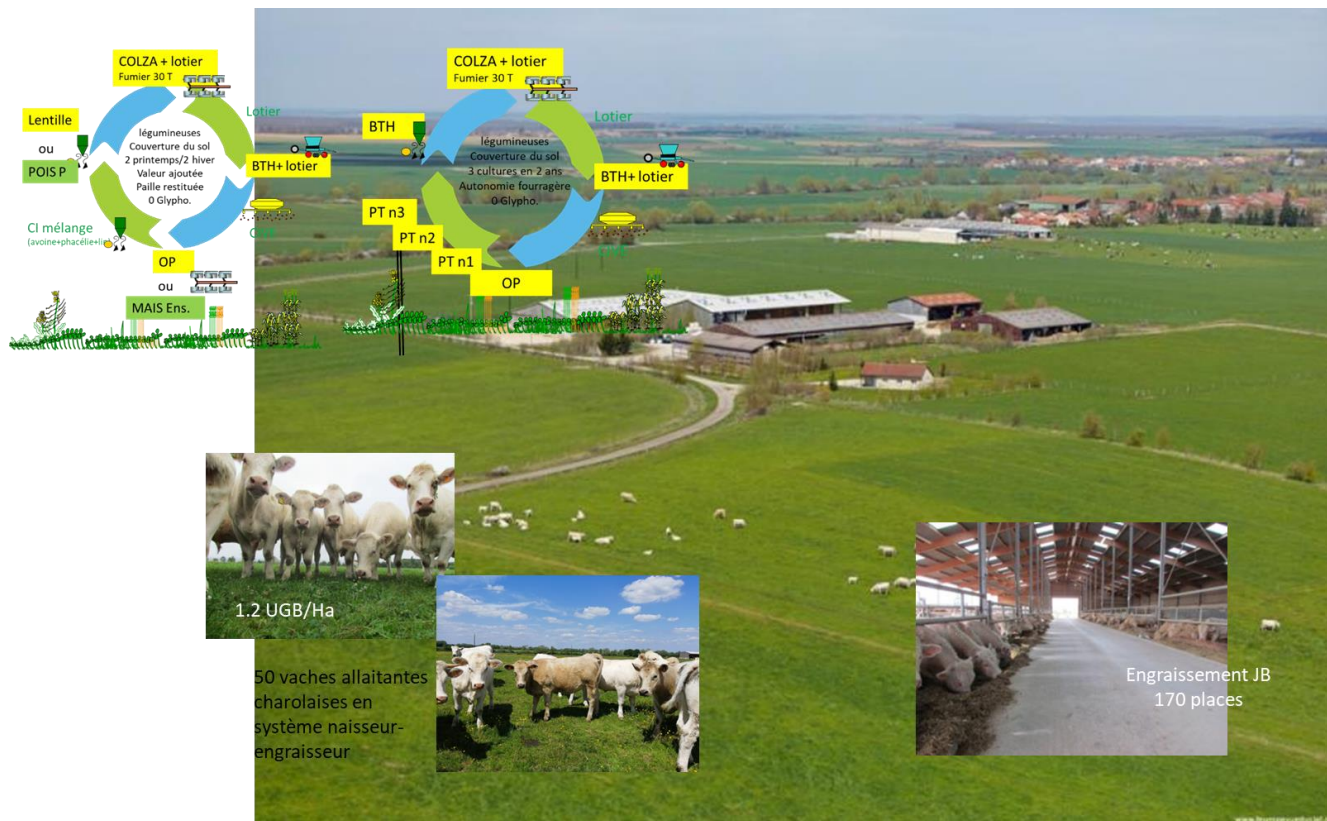 COLZA + lotier
Fumier 30 T
Lentille
ou
POIS P
légumineuses
Couverture du sol
2 printemps/2 hiver
Valeur ajoutée
Paille restituée
0 Glypho.
Lotier
BTH+ lotier
CI mélange
OP
ou
MAIS Ens.
COLZA + lotier
Fumier 30 T
BTH
légumineuses
Couverture du sol
3 cultures en 2 ans
Autonomie fourragère
0 Glypho.
Lotier
BTH+ lotier
PT n3
PT n2
PT n1
OP
1.2 UGB/Ha
50 vaches allaitantes
charolaises en
système naisseur-
engraisseur
Engraissement JB
170 places